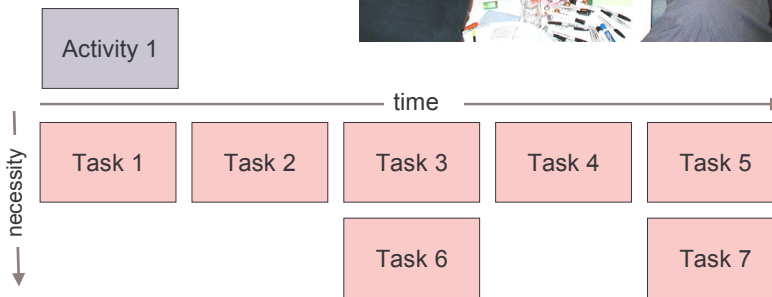 Activity 1
time
necessity
Task 1 Task 2 Task 3 Task 4 Task 5
Task 6 Task 7